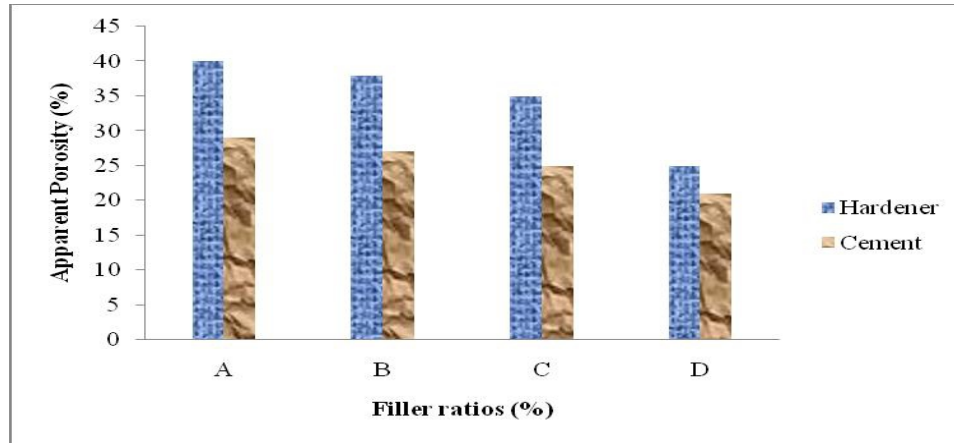 45
40
35
30
25
20
15
10
5
0
Apparent Porosity (%)
A B C D
Filler ratios (%)
Hardener
Cement